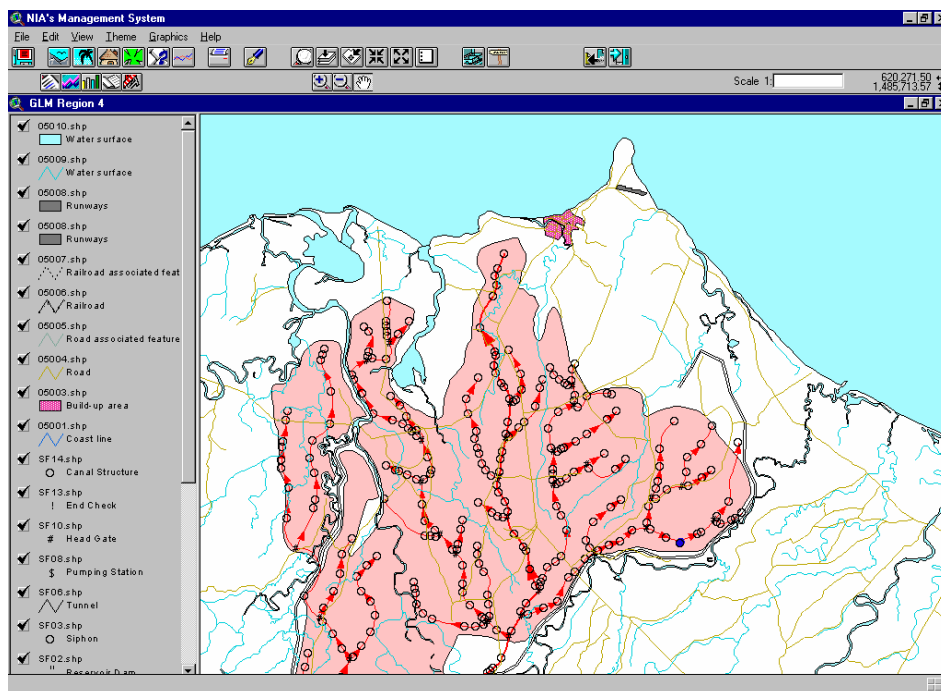 NIA's Management System
File Edit View Theme Graphics Help
Scale 1: 620,271.50
1,485,713.57
GLM Region 4
05010.shp
Water surface
05009.shp
Water surface
05008.shp
Runways
05008.shp
Runways
05007.shp
Railroad associated feat
05006.shp
Railroad
05005.shp
Road associated feature
05004.shp
Road
05003.shp
Build-up area
05001.shp
Coast line
SF14.shp
Canal Structure
SF13.shp
! End Check
SF10.shp
# Head Gate
SF08.shp
$ Pumping Station
SF06.shp
Tunnel
SF03.shp
Siphon
SF02.shp
" Reservoir Dam